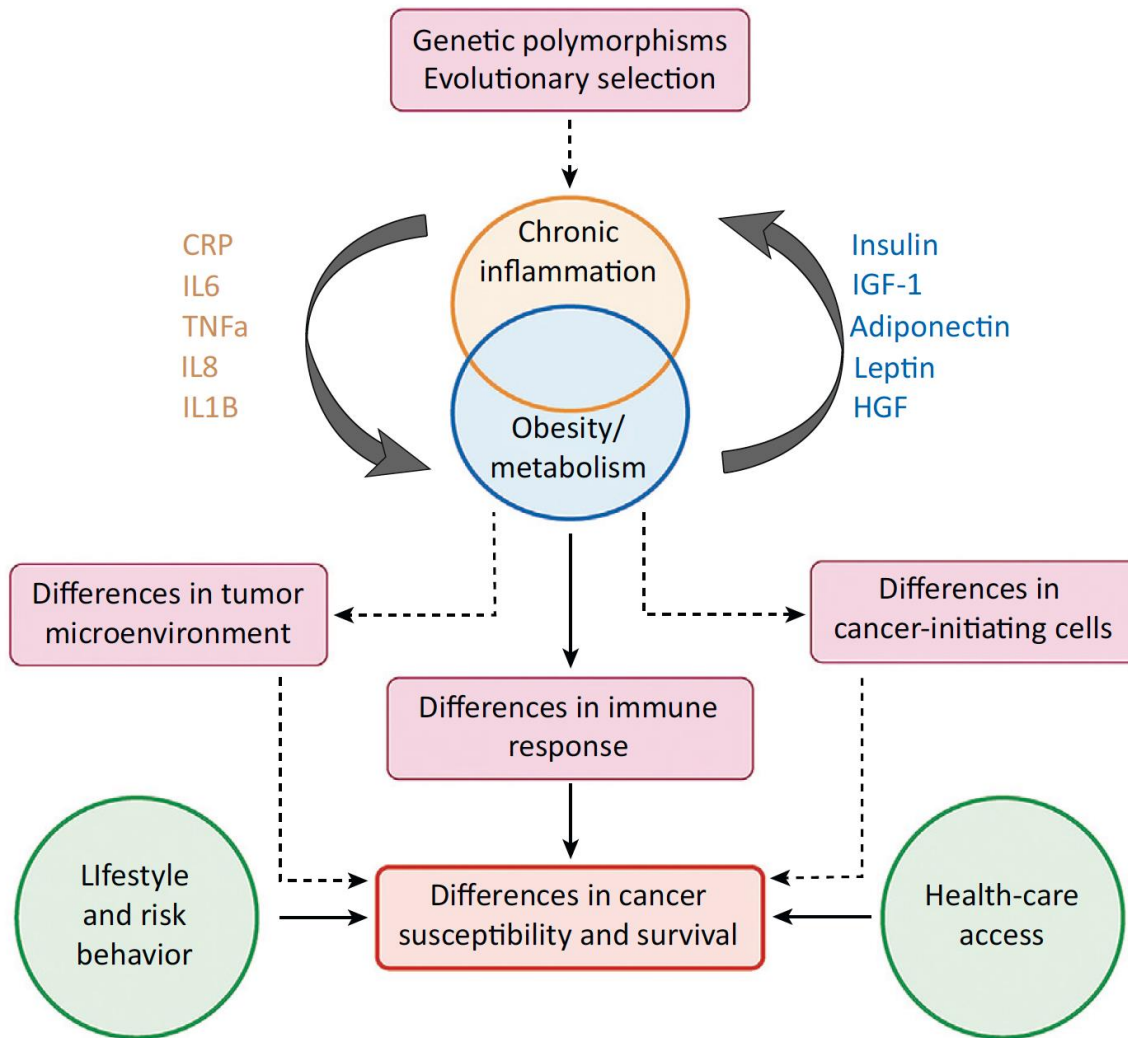 Genetic polymorphisms
Evolutionary selection
Chronic
inflammation
CRP
IL6
TNFa
IL8
IL1B
Insulin
IGF-1
Adiponectin
Leptin
HGF
Obesity/
metabolism
Differences in tumor
microenvironment
Differences in
cancer-initiating cells
Differences in immune
response
LIfestyle
and risk
behavior
Differences in cancer
susceptibility and survival
Health-care
access